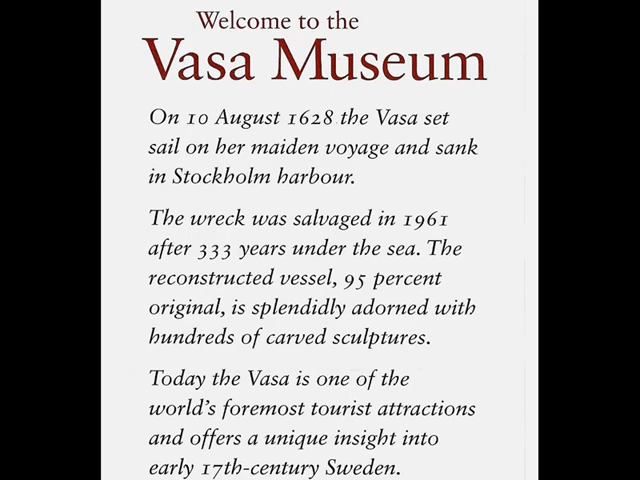 Welcome to the
Vasa Museum
On 10 August 1628 the Vasa set
sail on her maiden voyage and sank
in Stockholm harbour.
The wreck was salvaged in 1961
after 333 years under the sea. The
reconstructed vessel, 95 percent
original, is splendidly adorned with
hundreds of carved sculptures.
Today the Vasa is one of the
world's foremost tourist attractions
and offers a unique insight into
early 17th-century Sweden.